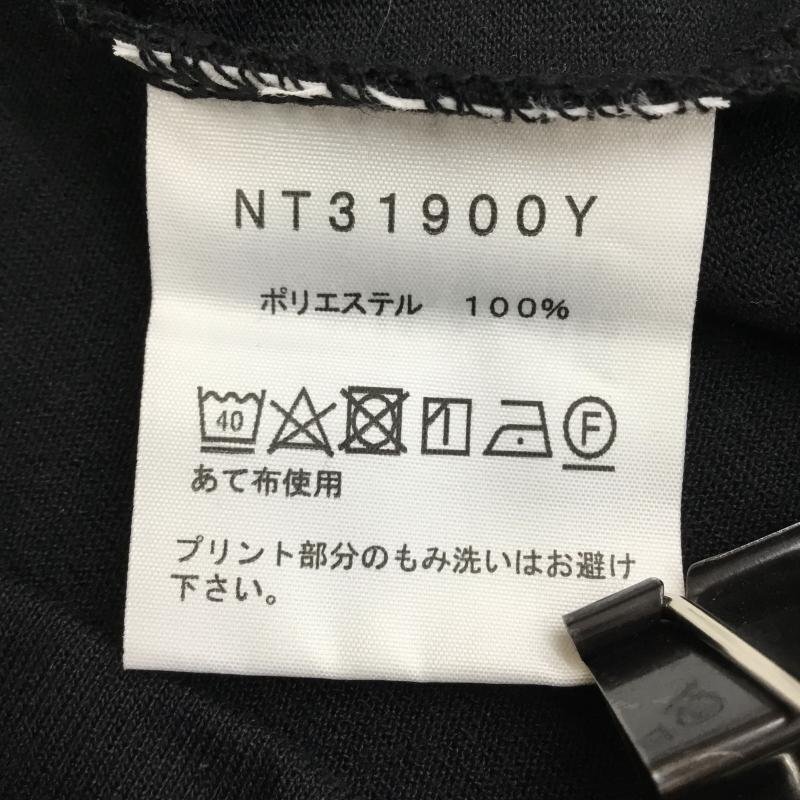 NT31900Y
ポリエステル 100%
40 F
あて布使用
プリント部分のもみ洗いはお避け
下さい。